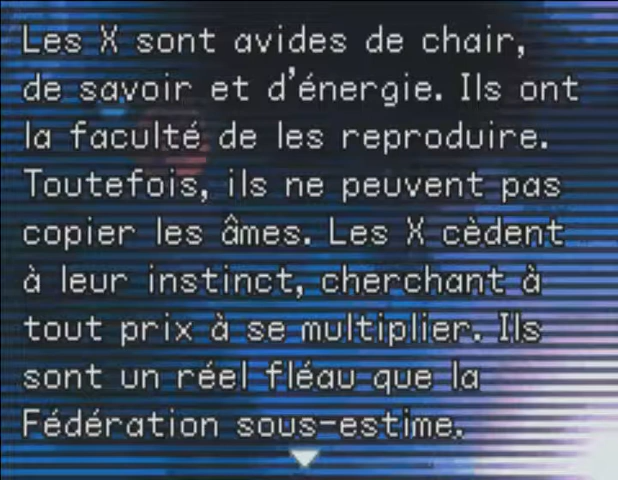 Les X sont avides de chair,
de savoir et d'énergie. Ils ont
la faculté de les reproduire.
Toutefois, ils ne peuvent pas
copier les âmes. Les X cèdent
à leur instinct, cherchant à
tout prix à se multiplier. Ils
sont un réel fléau que la
Fédération sous-estime.